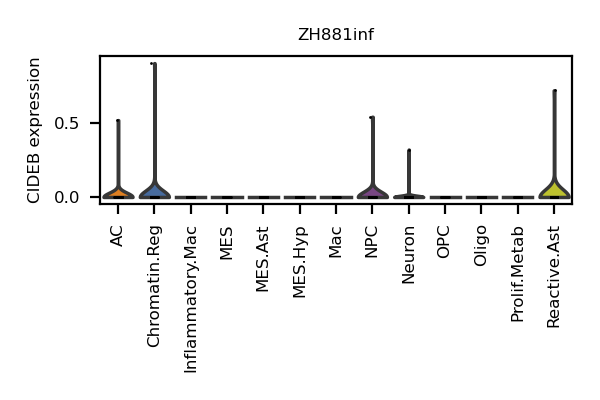 ZH881inf
CIDEB expression
0.5
0.0
AC
Chromatin.Reg
Inflammatory.Mac
MES
MES.Ast
MES.Hyp
Mac
NPC
Neuron
OPC
Oligo
Prolif.Metab
Reactive.Ast